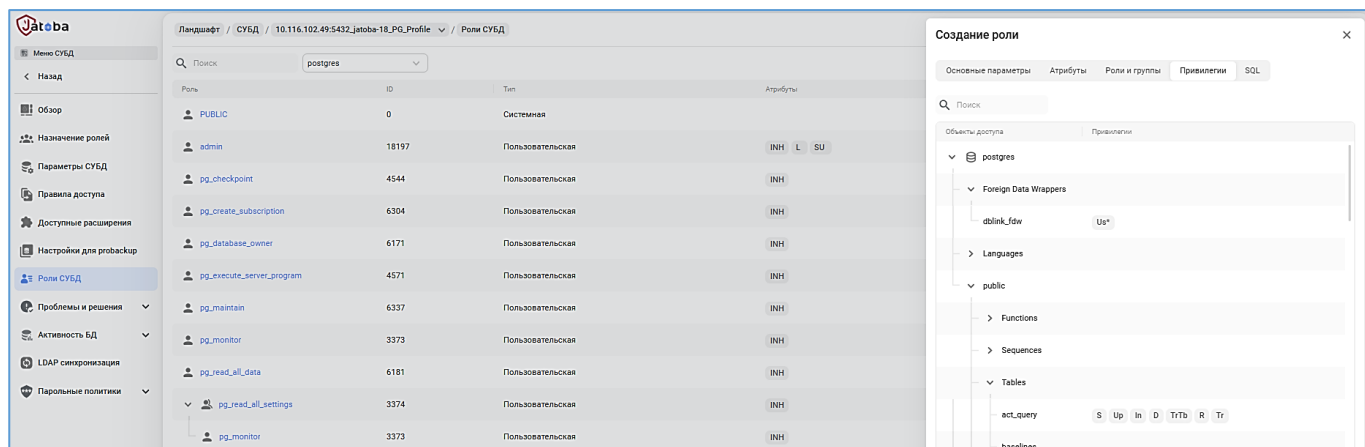 Jatoba
Меню СУБД
Назад
Обзор
Назначение ролей
Параметры СУБД
Правила доступа
Доступные расширения
Настройки для probackup
Роли СУБД
Проблемы и решения
Активность БД
LDAP синхронизация
Парольные политики
Ландшафт / СУБД / 10.116.102.49:5432_jatoba-18_PG_Profile / Роли СУБД
Поиск postgres
Роль ID Тип Атрибуты
PUBLIC 0 Системная
admin 18197 Пользовательская INH L SU
pg_checkpoint 4544 Пользовательская INH
pg_create_subscription 6304 Пользовательская INH
pg_database_owner 6171 Пользовательская INH
pg_execute_server_program 4571 Пользовательская INH
pg_maintain 6337 Пользовательская INH
pg_monitor 3373 Пользовательская INH
pg_read_all_data 6181 Пользовательская INH
pg_read_all_settings 3374 Пользовательская INH
pg_monitor 3373 Пользовательская INH
Создание роли
Основные параметры Атрибуты Роли и группы Привилегии SQL
Поиск
Объекты доступа Привилегии
postgres
Foreign Data Wrappers
dblink_fdw Us*
Languages
public
Functions
Sequences
Tables
act_query S Up In D TrTb R Tr
baselines